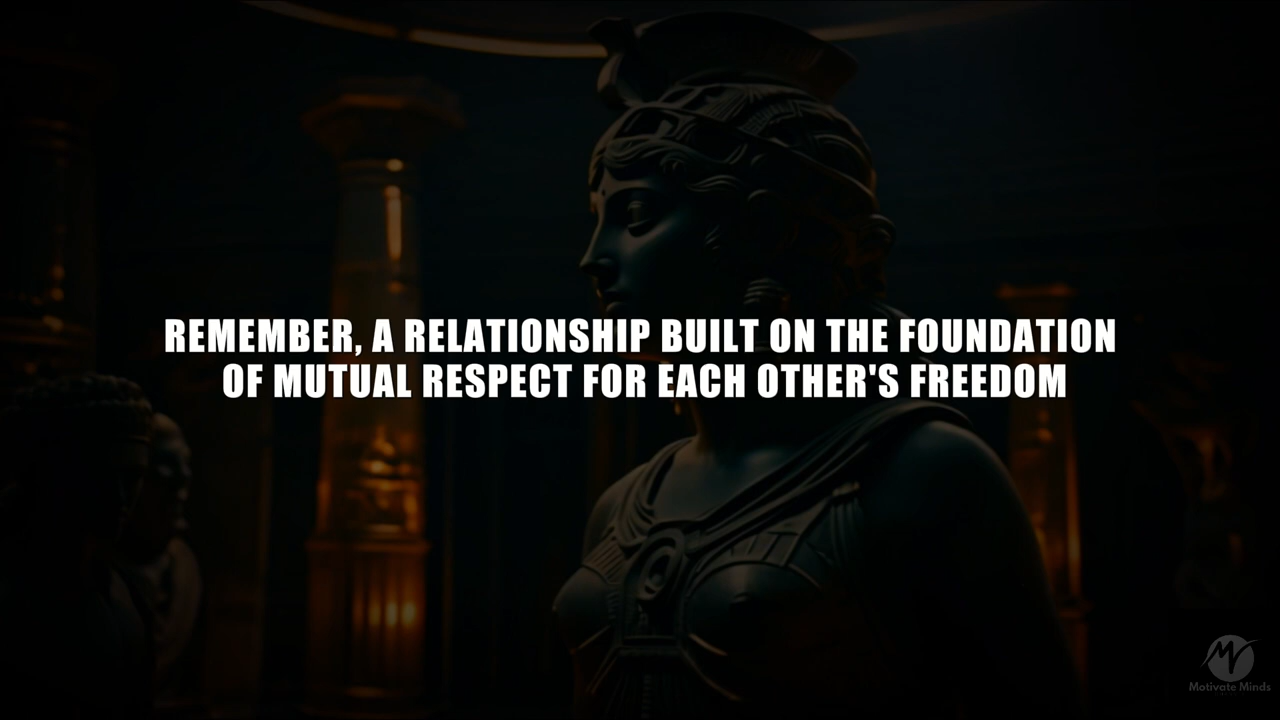 REMEMBER, A RELATIONSHIP BUILT ON THE FOUNDATION
OF MUTUAL RESPECT FOR EACH OTHER'S FREEDOM
Motivate Minds